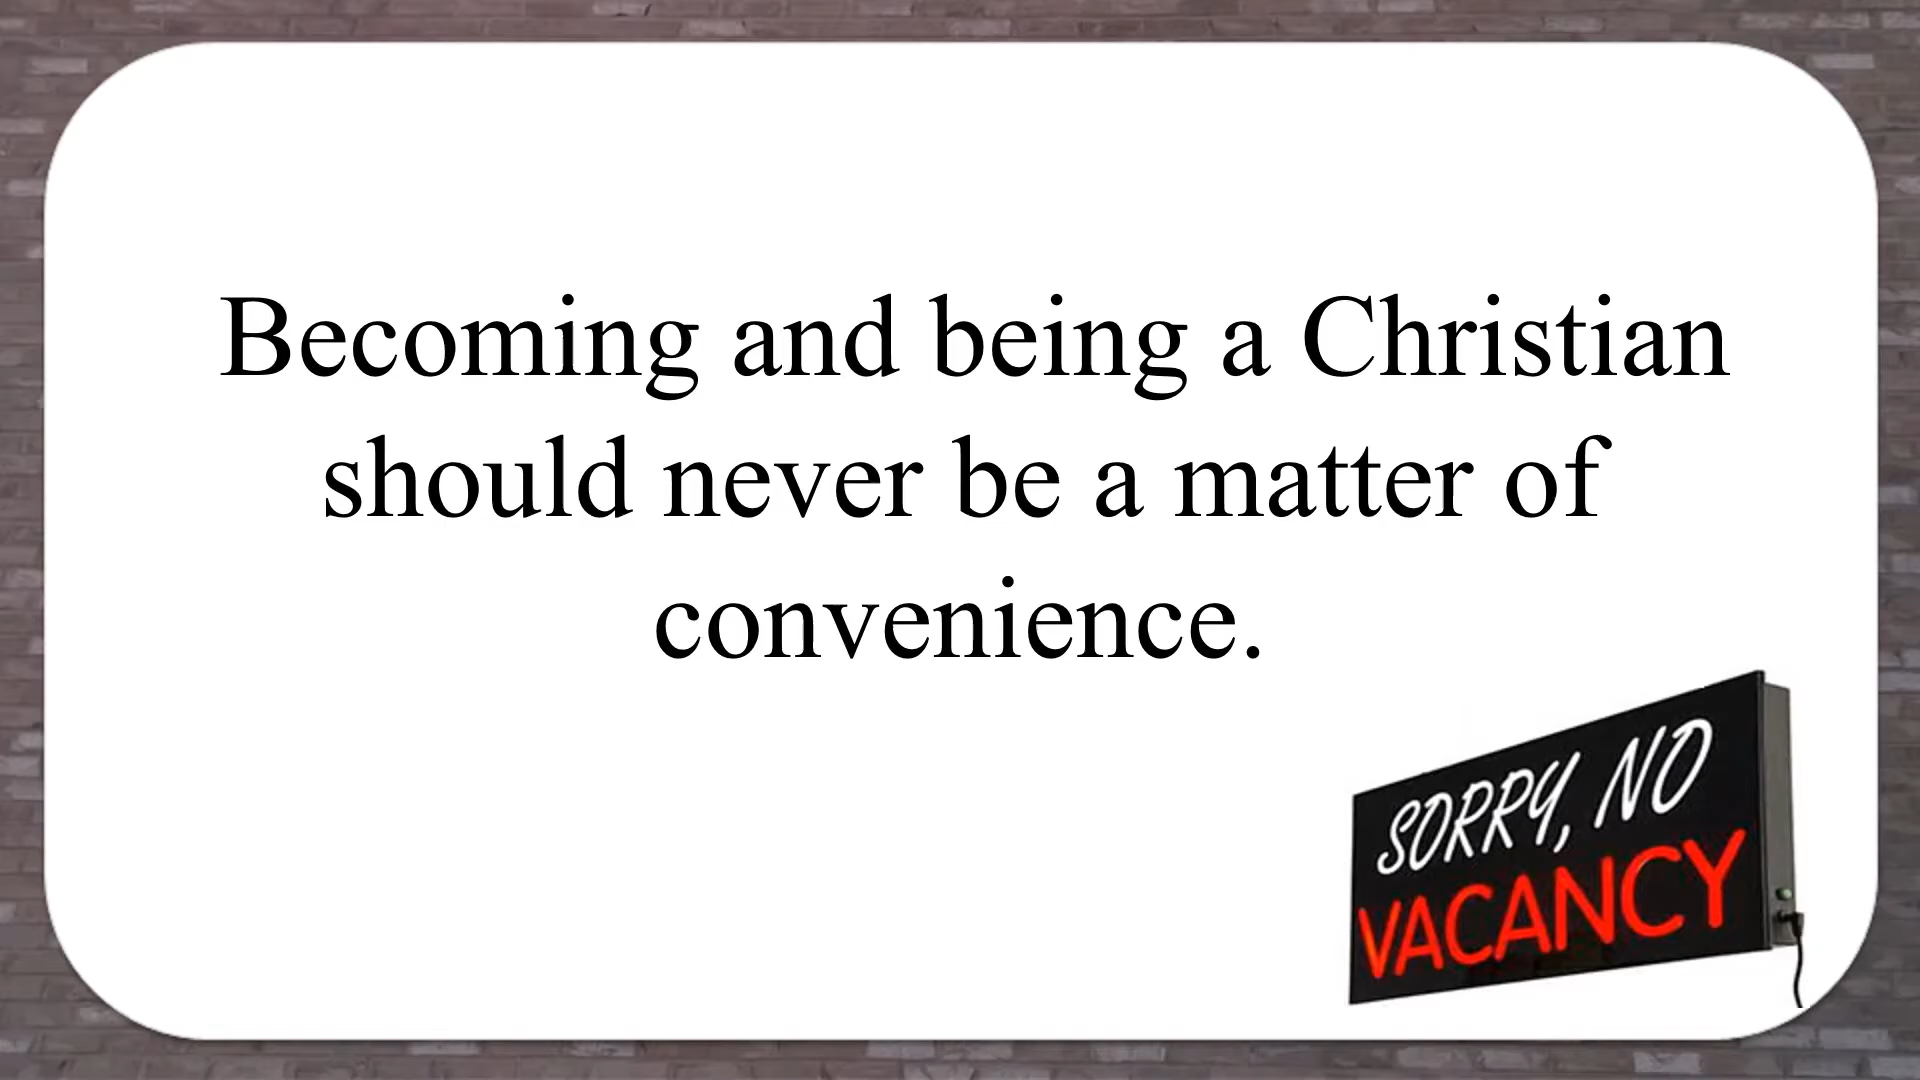 Becoming and being a Christian
should never be a matter of
convenience.
SORRY, NO
VACANCY